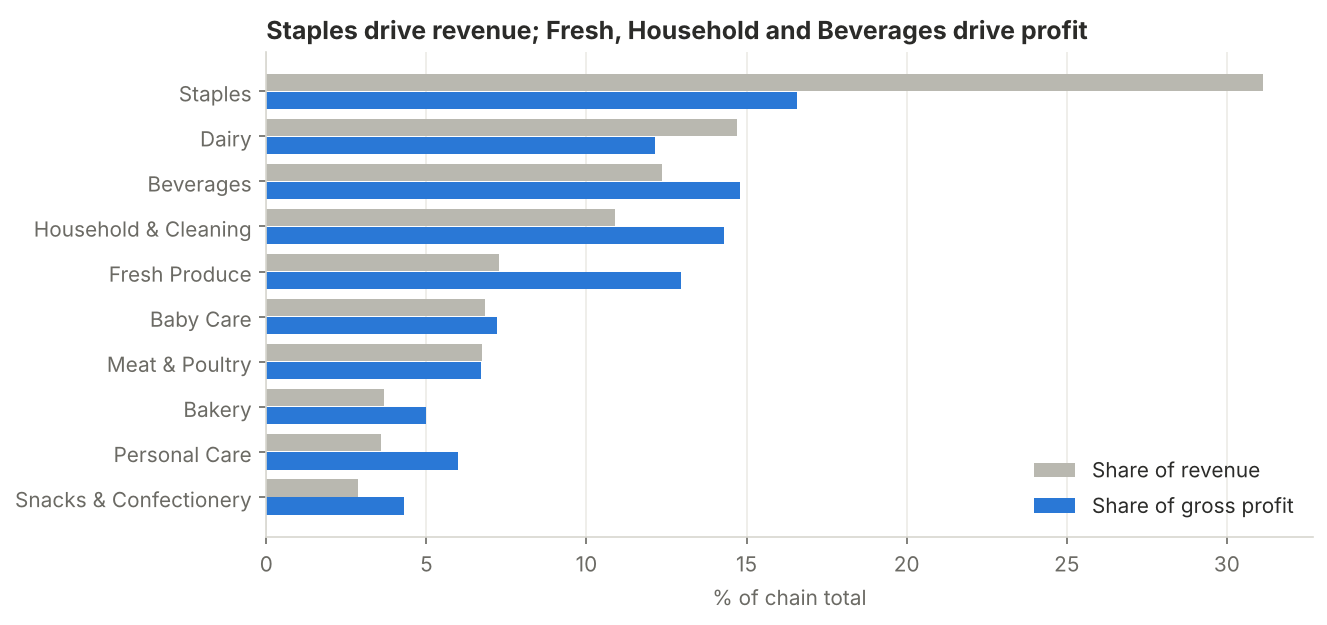 Staples drive revenue; Fresh, Household and Beverages drive profit
Staples
Dairy
Beverages
Household & Cleaning
Fresh Produce
Baby Care
Meat & Poultry
Bakery
Personal Care
Snacks & Confectionery
Share of revenue
Share of gross profit
0 5 10 15 20 25 30
% of chain total